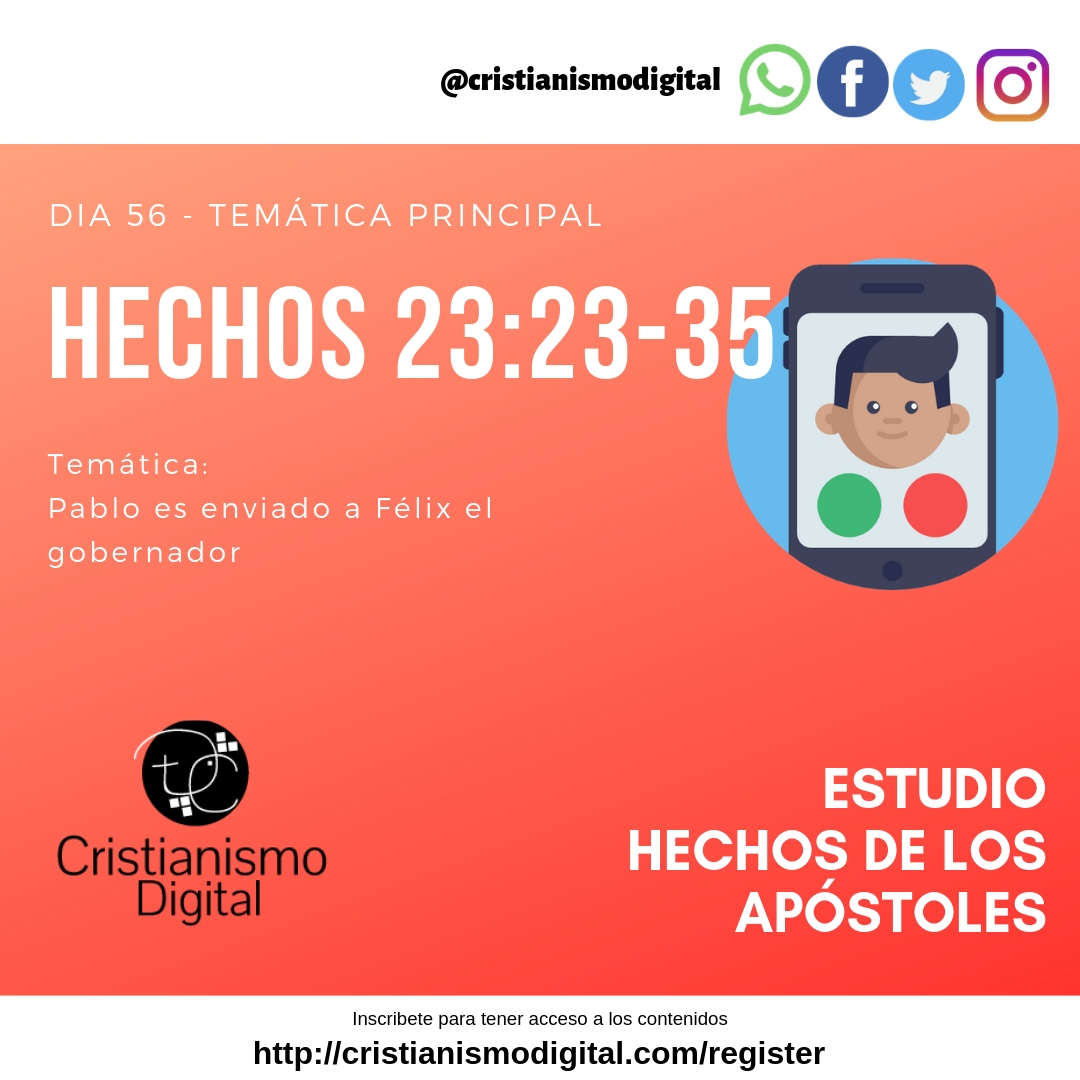 @cristianismodigital
DIA 56 - TEMÁTICA PRINCIPAL
HECHOS 23:23-35
Temática:
Pablo es enviado a Félix el
gobernador
Cristianismo
Digital
ESTUDIO
HECHOS DE LOS
APÓSTOLES
Inscribete para tener acceso a los contenidos
http://cristianismodigital.com/register